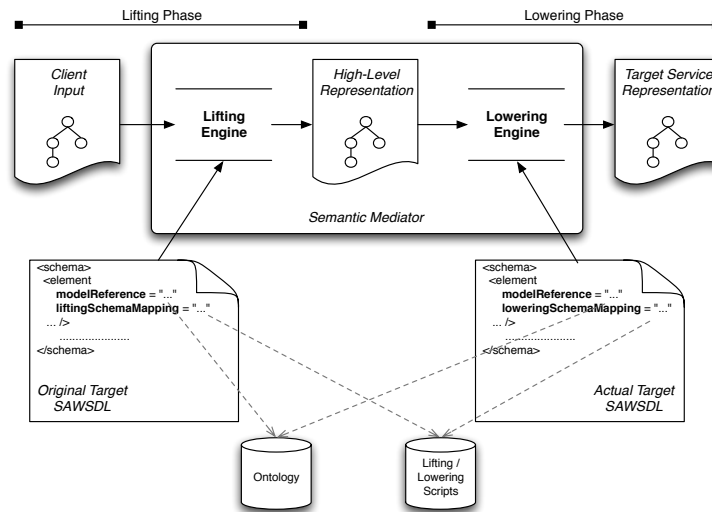 Lifting Phase
Lowering Phase
Client
Input
High-Level
Representation
Target Service
Representation
Lifting
Engine
Lowering
Engine
Semantic Mediator
<schema>
<element
modelReference = "..."
liftingSchemaMapping = "..."
... />
......................
</schema>
Original Target
SAWSDL
<schema>
<element
modelReference = "..."
loweringSchemaMapping = "..."
... />
......................
</schema>
Actual Target
SAWSDL
Ontology
Lifting /
Lowering
Scripts